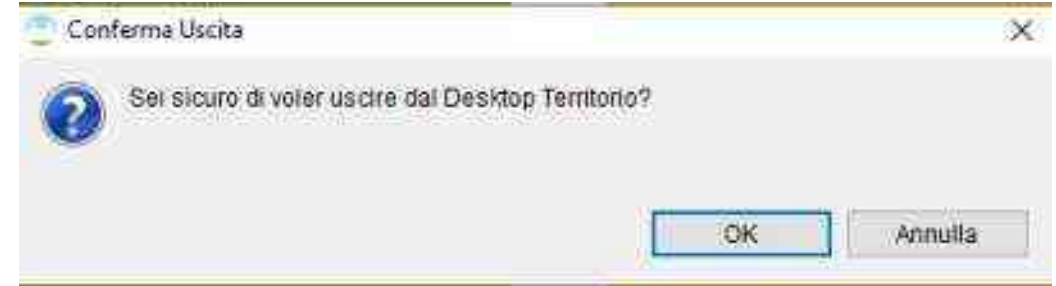 Conferma Uscita
Sei sicuro di voler uscire dal Desktop Territorio?
OK
Annulla